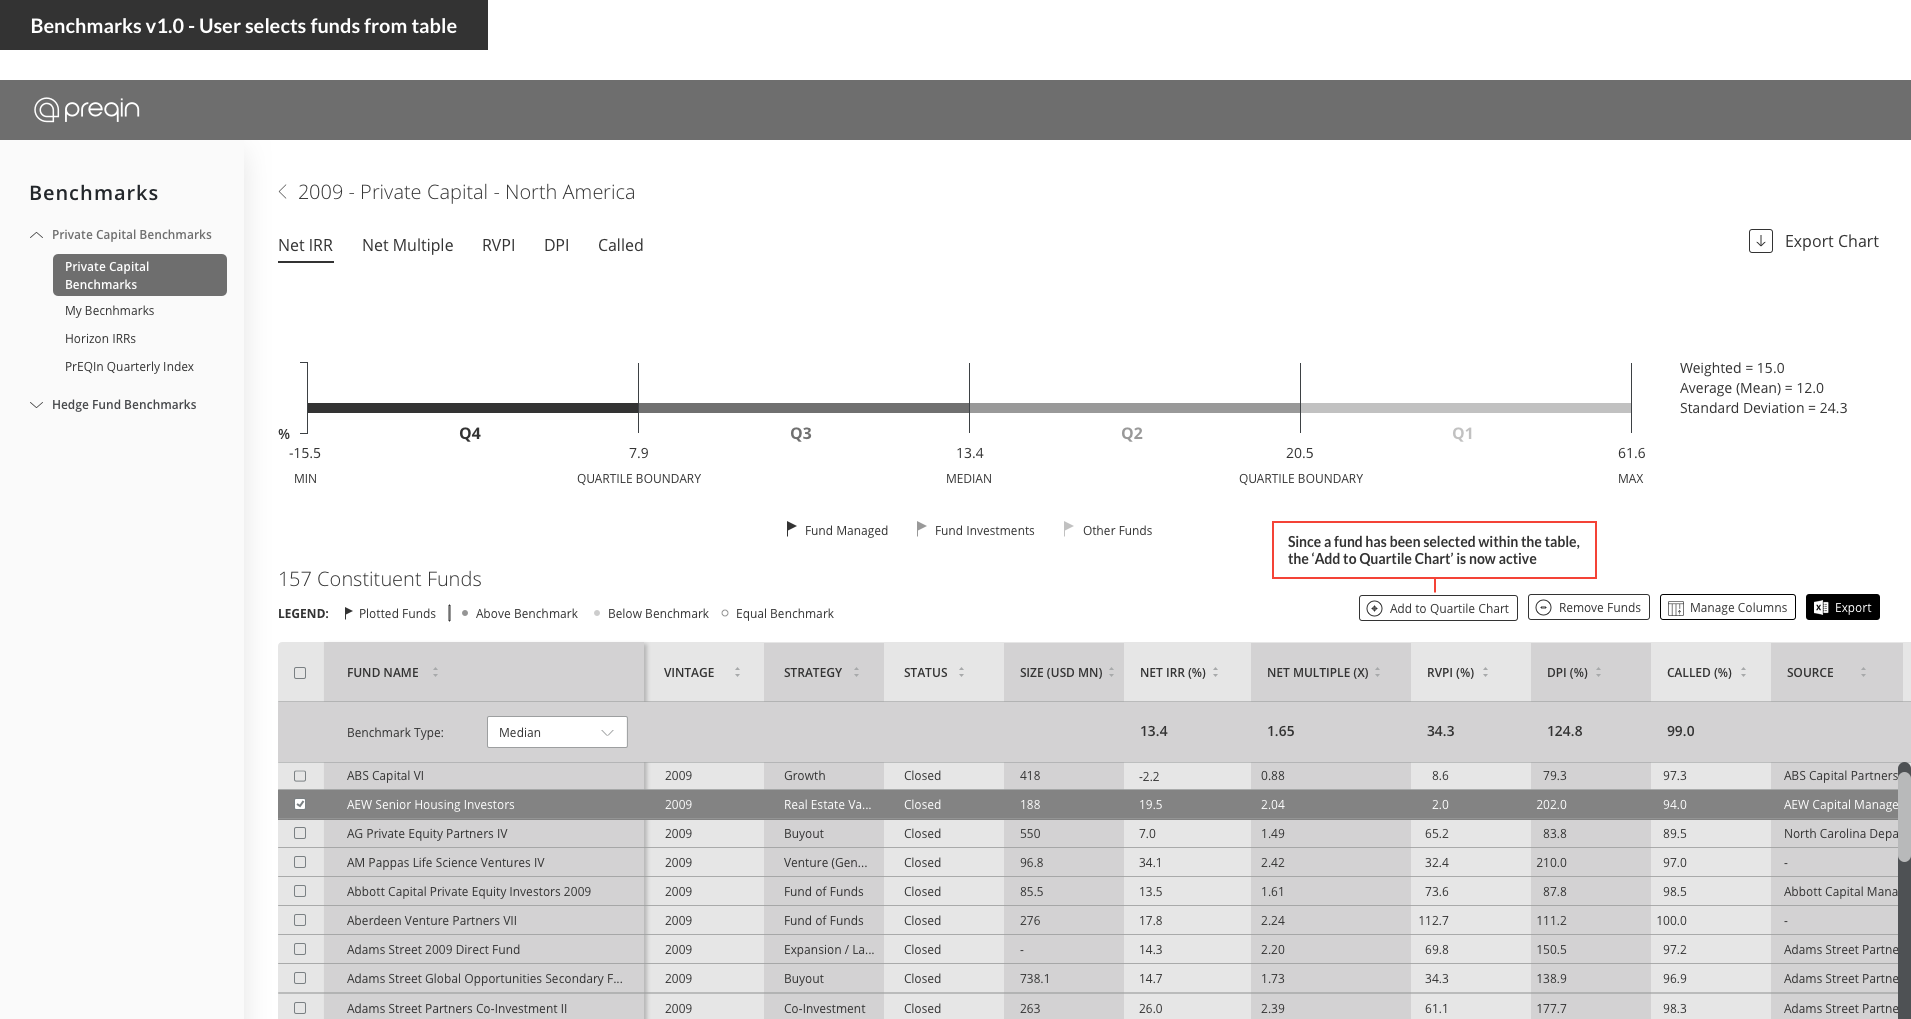 Benchmarks v1.0 - User selects funds from table
preqin
Benchmarks
Private Capital Benchmarks
Private Capital
Benchmarks
My Becnhmarks
Horizon IRRs
PrEQIn Quarterly Index
Hedge Fund Benchmarks
2009 - Private Capital - North America
Net IRR Net Multiple RVPI DPI Called
Export Chart
Weighted = 15.0
Average (Mean) = 12.0
Standard Deviation = 24.3
% Q4 Q3 Q2 Q1
-15.5 7.9 13.4 20.5 61.6
MIN QUARTILE BOUNDARY MEDIAN QUARTILE BOUNDARY MAX
Fund Managed Fund Investments Other Funds
Since a fund has been selected within the table,
the ‘Add to Quartile Chart’ is now active
157 Constituent Funds
LEGEND: Plotted Funds Above Benchmark Below Benchmark Equal Benchmark
Add to Quartile Chart Remove Funds Manage Columns Export
FUND NAME VINTAGE STRATEGY STATUS SIZE (USD MN) NET IRR (%) NET MULTIPLE (X) RVPI (%) DPI (%) CALLED (%) SOURCE
Benchmark Type: Median 13.4 1.65 34.3 124.8 99.0
ABS Capital VI 2009 Growth Closed 418 -2.2 0.88 8.6 79.3 97.3 ABS Capital Partners
AEW Senior Housing Investors 2009 Real Estate Va... Closed 188 19.5 2.04 2.0 202.0 94.0 AEW Capital Manage
AG Private Equity Partners IV 2009 Buyout Closed 550 7.0 1.49 65.2 83.8 89.5 North Carolina Depa
AM Pappas Life Science Ventures IV 2009 Venture (Gen... Closed 96.8 34.1 2.42 32.4 210.0 97.0 -
Abbott Capital Private Equity Investors 2009 2009 Fund of Funds Closed 85.5 13.5 1.61 73.6 87.8 98.5 Abbott Capital Mana
Aberdeen Venture Partners VII 2009 Fund of Funds Closed 276 17.8 2.24 112.7 111.2 100.0 -
Adams Street 2009 Direct Fund 2009 Expansion / La... Closed - 14.3 2.20 69.8 150.5 97.2 Adams Street Partne
Adams Street Global Opportunities Secondary F... 2009 Buyout Closed 738.1 14.7 1.73 34.3 138.9 96.9 Adams Street Partne
Adams Street Partners Co-Investment II 2009 Co-Investment Closed 263 26.0 2.39 61.1 177.7 98.3 Adams Street Partne